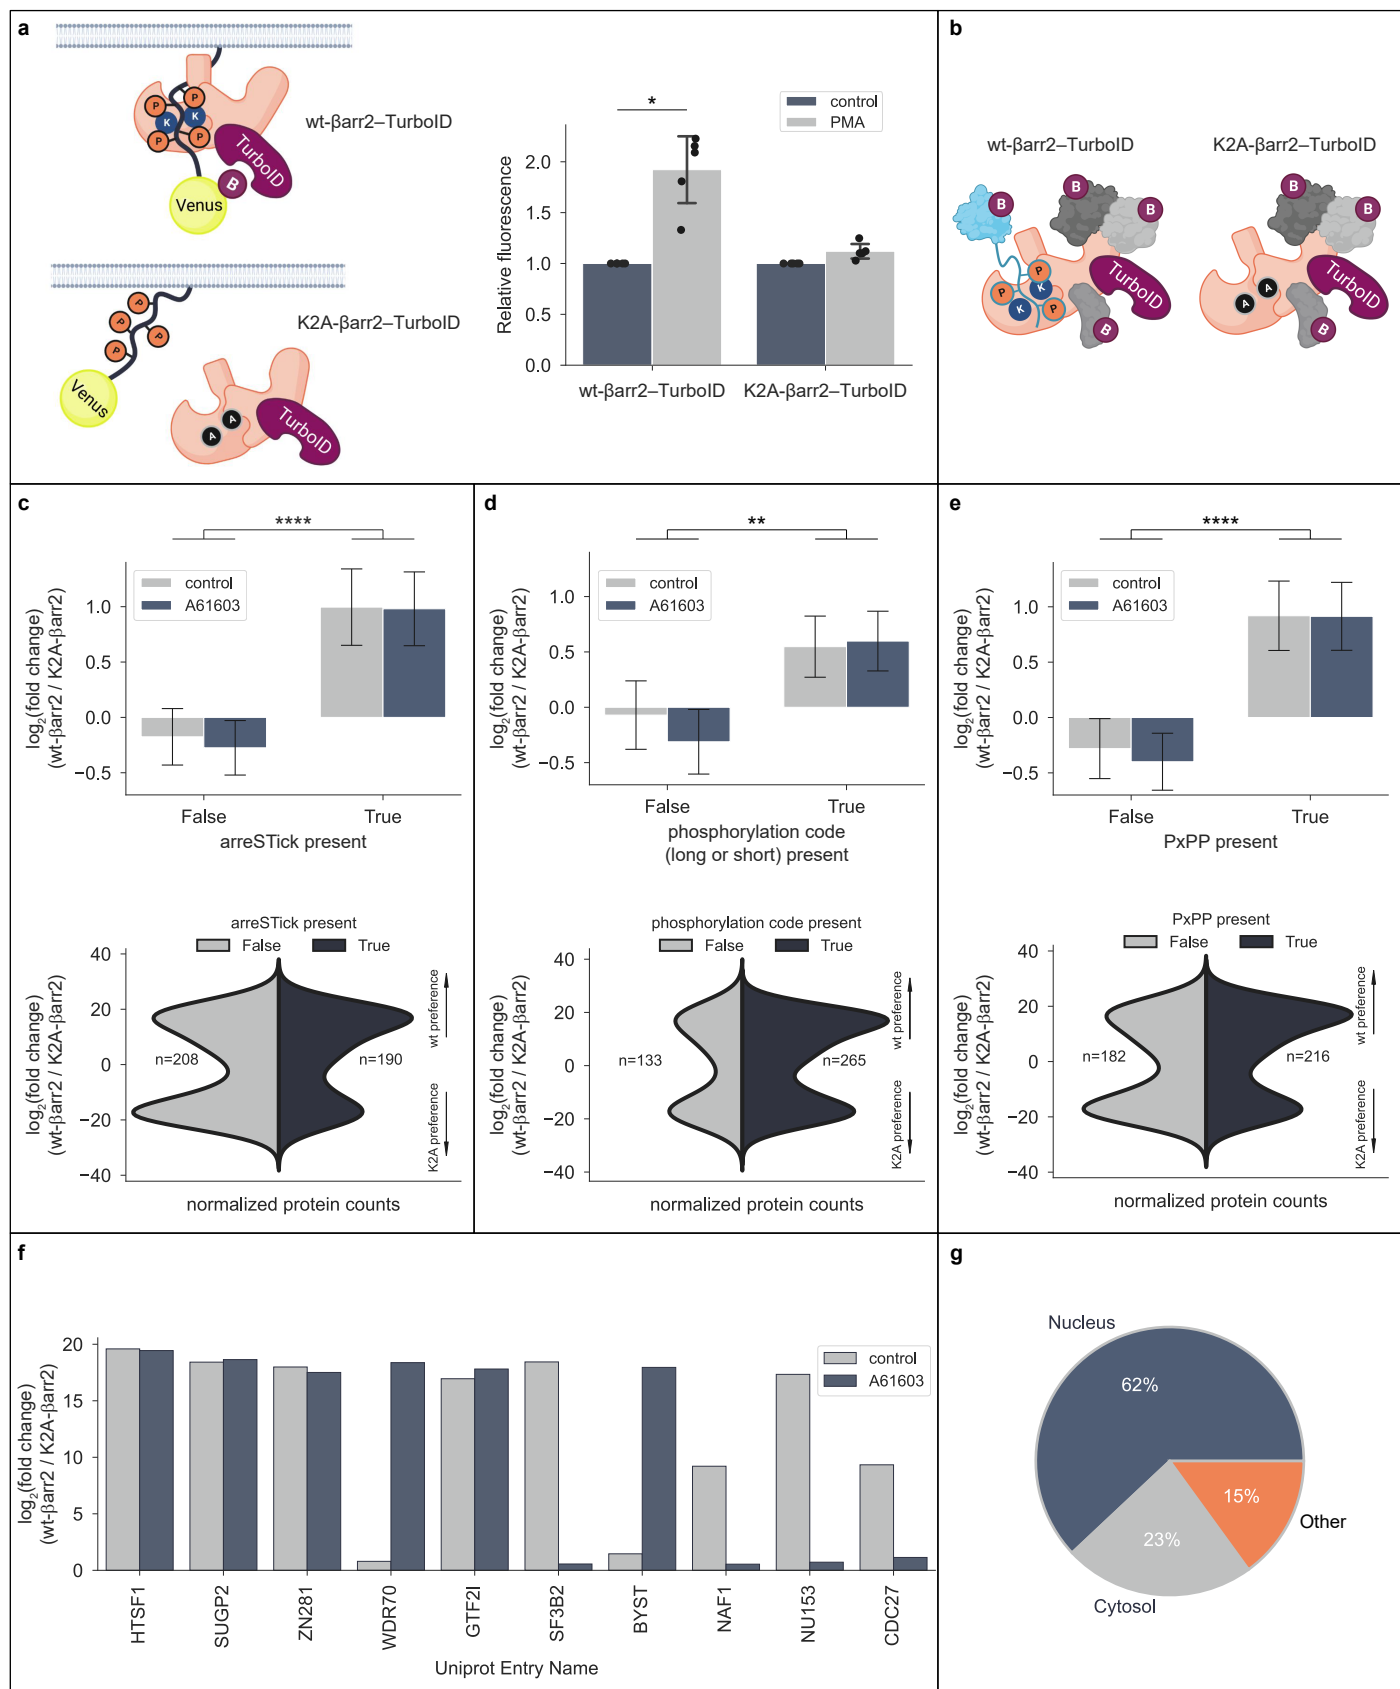 a
wt-βarr2–TurboID
P
P
K
K
P
P
TurboID
B
Venus
K2A-βarr2–TurboID
P
P
P
P
Venus
A
A
TurboID
Relative fluorescence
2.0
1.5
1.0
0.5
0.0
*
control
PMA
wt-βarr2–TurboID
K2A-βarr2–TurboID
b
wt-βarr2–TurboID
K2A-βarr2–TurboID
B
B
B
P
K
P
K
P
TurboID
B
B
B
A
A
TurboID
B
c
****
log2(fold change)
(wt-βarr2 / K2A-βarr2)
control
A61603
1.0
0.5
0.0
−0.5
False
True
arreSTick present
arreSTick present
False
True
log2(fold change)
(wt-βarr2 / K2A-βarr2)
40
20
0
−20
−40
n=208
n=190
wt preference
K2A preference
normalized protein counts
d
**
log2(fold change)
(wt-βarr2 / K2A-βarr2)
control
A61603
1.0
0.5
0.0
−0.5
False
True
phosphorylation code
(long or short) present
phosphorylation code present
False
True
log2(fold change)
(wt-βarr2 / K2A-βarr2)
40
20
0
−20
−40
n=133
n=265
wt preference
K2A preference
normalized protein counts
e
****
log2(fold change)
(wt-βarr2 / K2A-βarr2)
control
A61603
1.0
0.5
0.0
−0.5
False
True
PxPP present
PxPP present
False
True
log2(fold change)
(wt-βarr2 / K2A-βarr2)
40
20
0
−20
−40
n=182
n=216
wt preference
K2A preference
normalized protein counts
f
log2(fold change)
(wt-βarr2 / K2A-βarr2)
20
15
10
5
0
control
A61603
HTSF1
SUGP2
ZN281
WDR70
GTF2I
SF3B2
BYST
NAF1
NU153
CDC27
Uniprot Entry Name
g
Nucleus
62%
15%
Other
23%
Cytosol